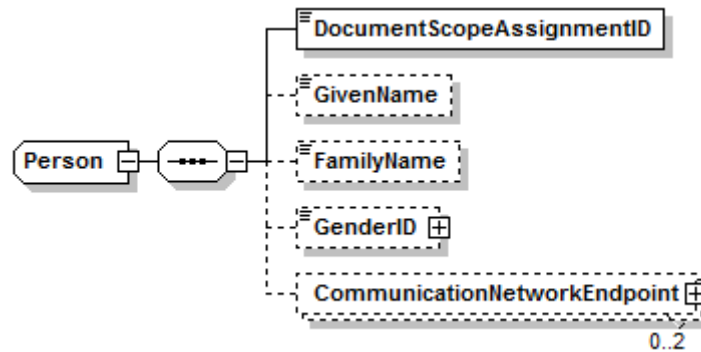 DocumentScopeAssignmentID
GivenName
Person
FamilyName
GenderID
CommunicationNetworkEndpoint
0..2